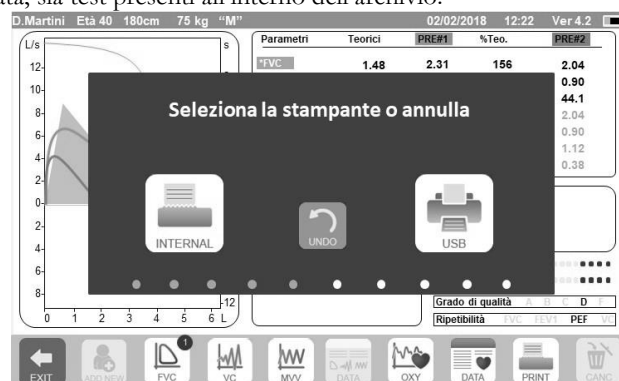 data, sia test presenti all'interno dell'archivio.
D.Martini Età 40 180cm 75 kg "M" 02/02/2018 12:22 Ver 4.2
L/s s Parametri Teorici PRE#1 %Teo. PRE#2
*FVC 1.48 2.31 156 2.04
12-
0.90
10-
44.1
8-
2.04
6-
0.90
4-
1.12
2-
0.38
0-
2-
4-
6-
8-
Seleziona la stampante o annulla
INTERNAL UNDO USB
-12
0 1 2 3 4 5 6 L
Grado di qualità A B C D F
Ripetibilità FVC FEV1 PEF VC
1
EXIT ADD NEW FVC VC MVV DATA OXY DATA PRINT CANC